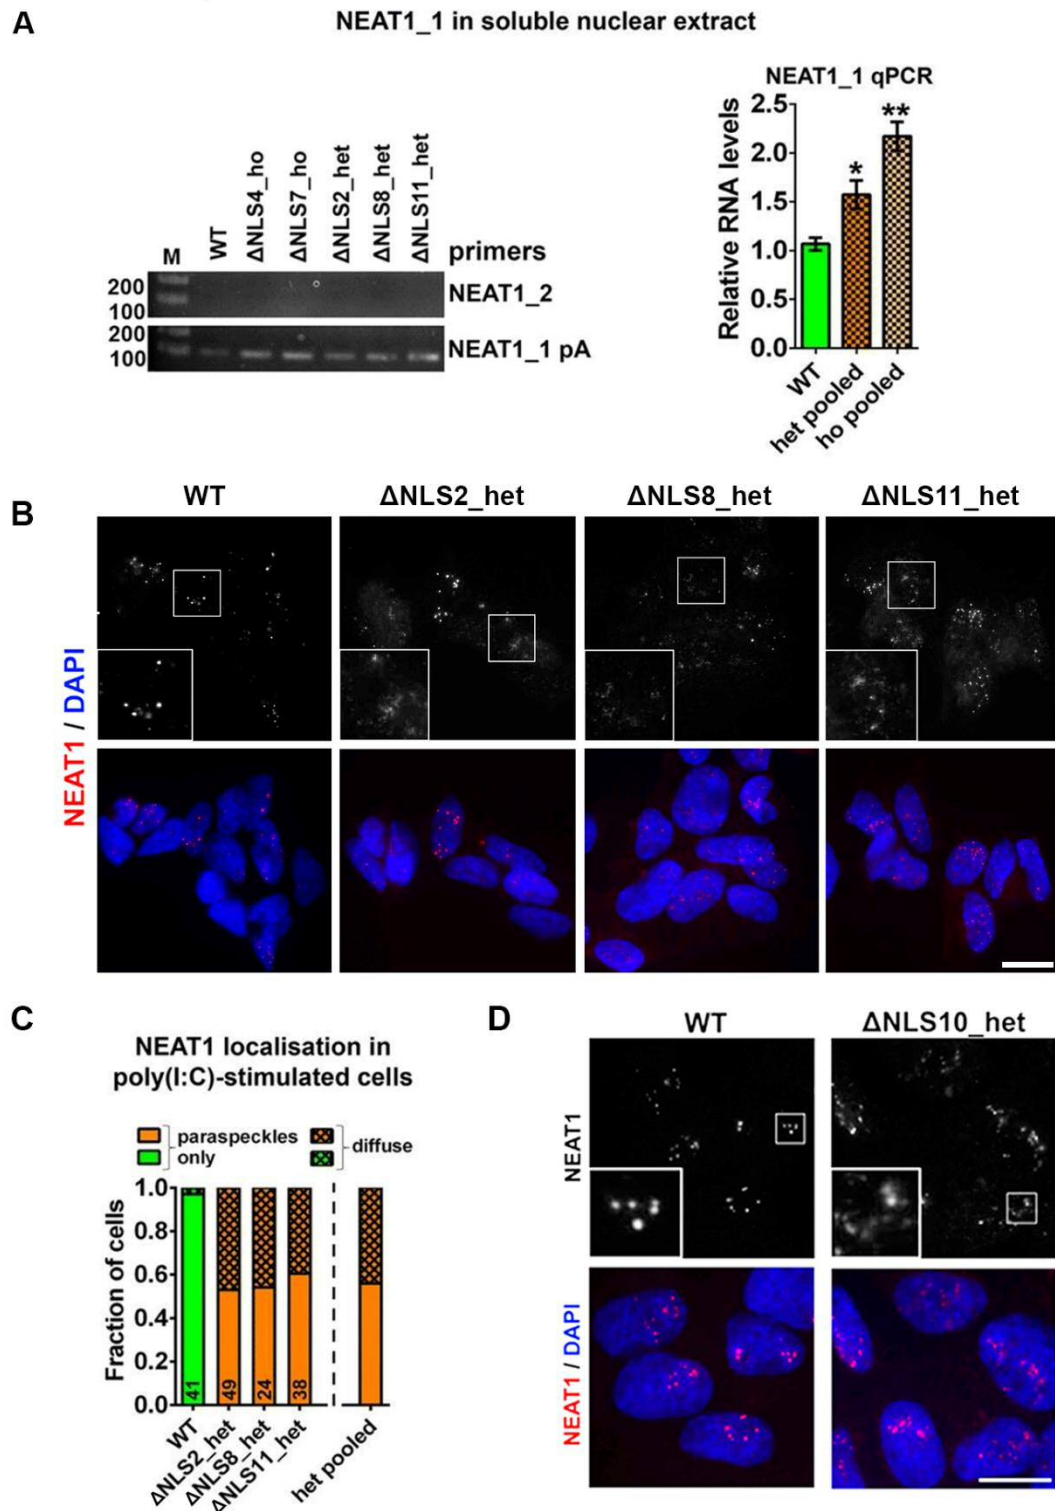 A
NEAT1_1 in soluble nuclear extract
M
WT
ΔNLS4_ho
ΔNLS7_ho
ΔNLS2_het
ΔNLS8_het
ΔNLS11_het
primers
200
100
NEAT1_2
200
100
NEAT1_1 pA
NEAT1_1 qPCR
Relative RNA levels
2.5
2.0
1.5
1.0
0.5
0.0
*
**
WT
het pooled
ho pooled
B
WT
ΔNLS2_het
ΔNLS8_het
ΔNLS11_het
NEAT1 / DAPI
C
NEAT1 localisation in
poly(I:C)-stimulated cells
paraspeckles
only
diffuse
Fraction of cells
1.0
0.8
0.6
0.4
0.2
0.0
41
49
24
38
WT
ΔNLS2_het
ΔNLS8_het
ΔNLS11_het
het pooled
D
WT
ΔNLS10_het
NEAT1
NEAT1 / DAPI